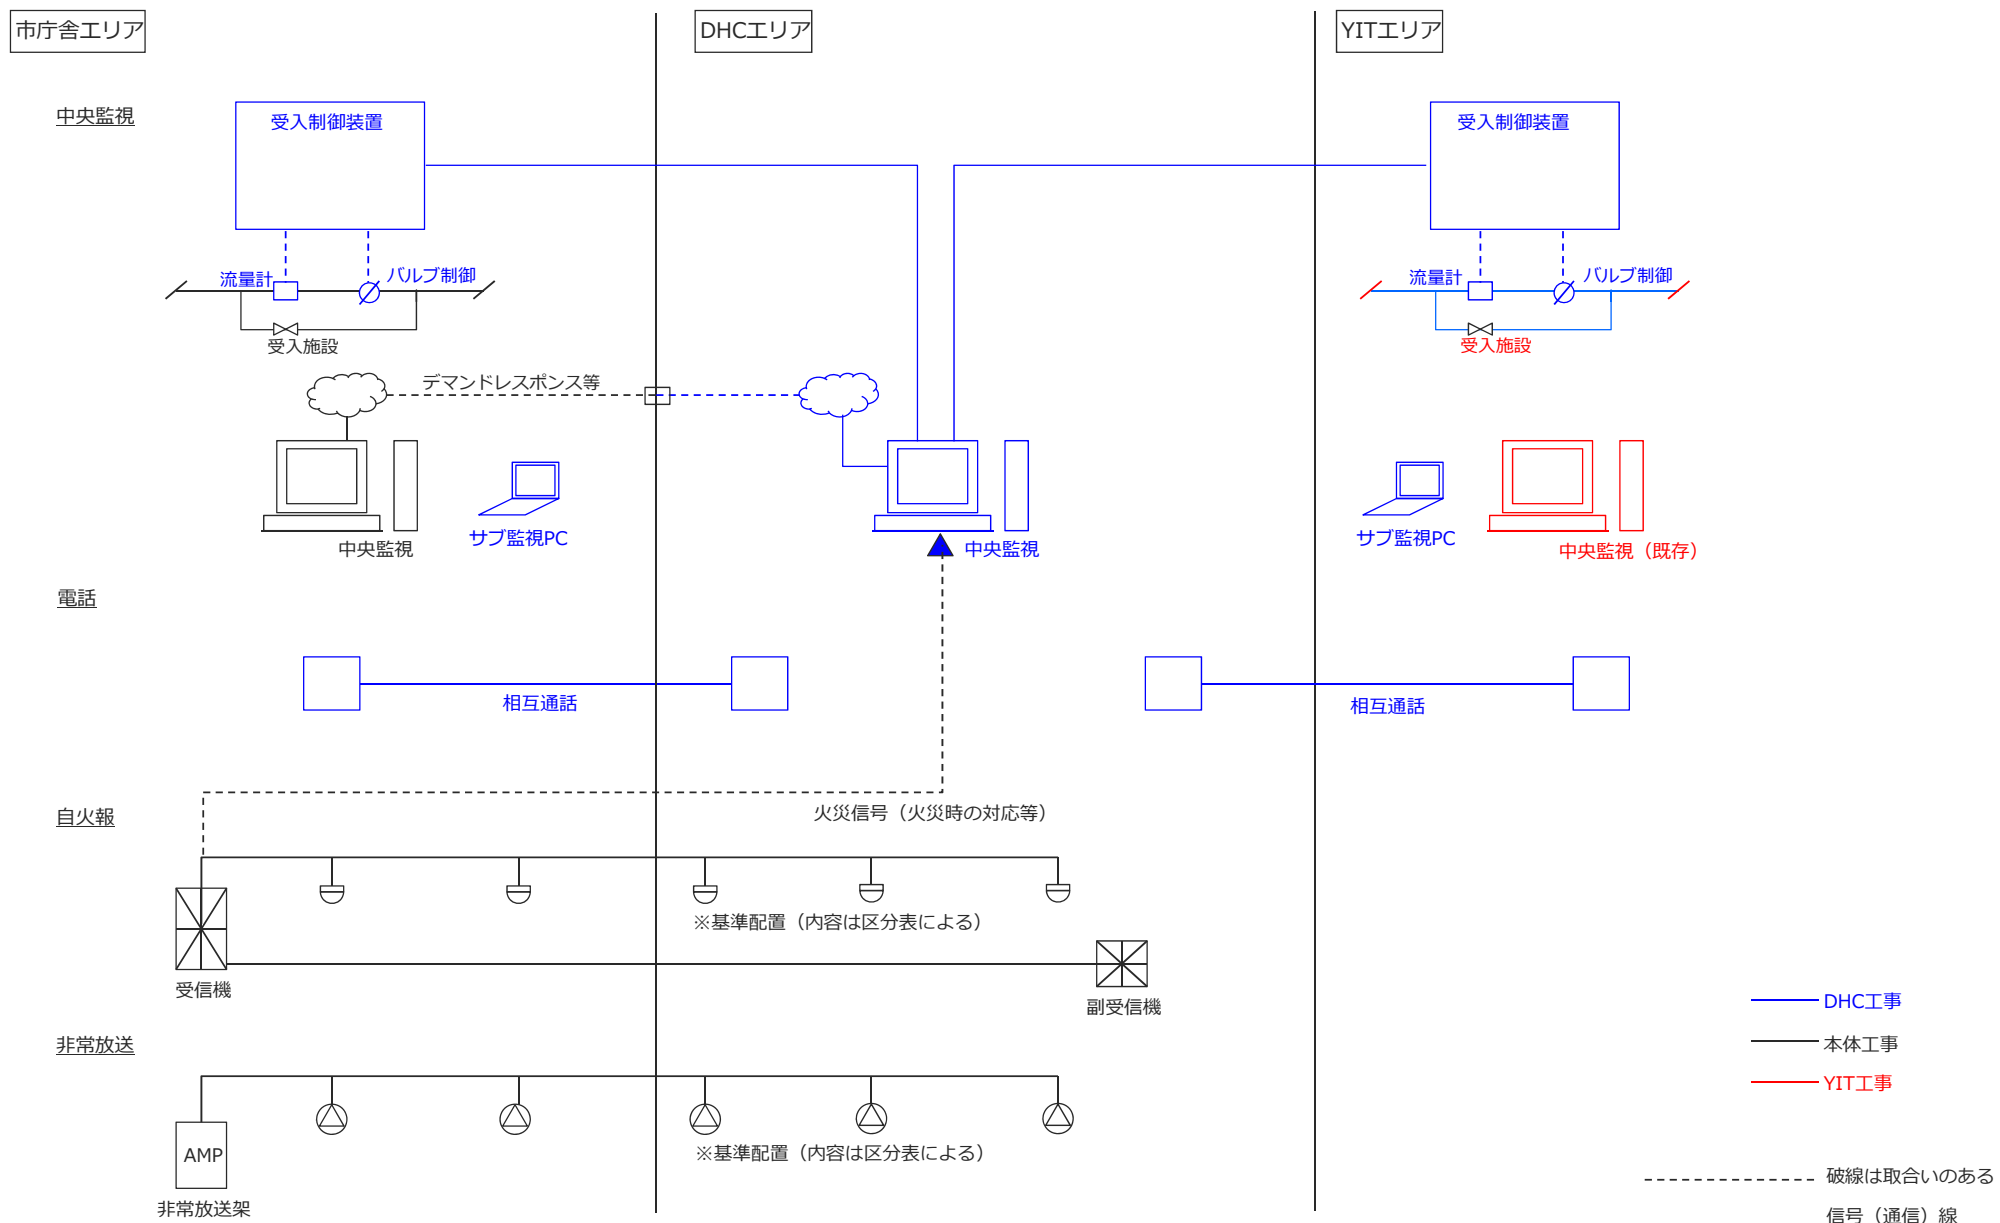 市庁舎エリア
DHCエリア
YITエリア
中央監視
受入制御装置
受入制御装置
流量計
バルブ制御
流量計
バルブ制御
受入施設
受入施設
デマンドレスポンス等
中央監視
サブ監視PC
中央監視
サブ監視PC
中央監視（既存）
電話
相互通話
相互通話
自火報
火災信号（火災時の対応等）
※基準配置（内容は区分表による）
受信機
副受信機
DHC工事
本体工事
YIT工事
非常放送
AMP
※基準配置（内容は区分表による）
非常放送架
破線は取合いのある
信号（通信）線